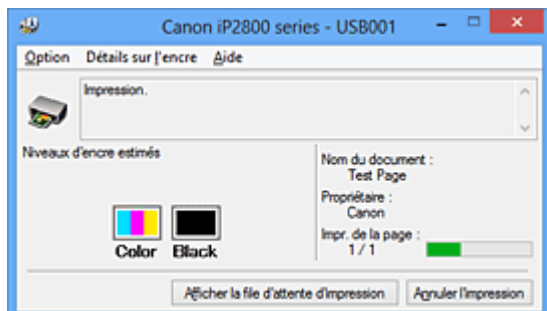 Canon iP2800 series - USB001
Option Détails sur l'encre Aide
Impression.
Niveaux d'encre estimés
Color Black
Nom du document :
Test Page
Propriétaire :
Canon
Impr. de la page :
1 / 1
Afficher la file d'attente d'impression Annuler l'impression